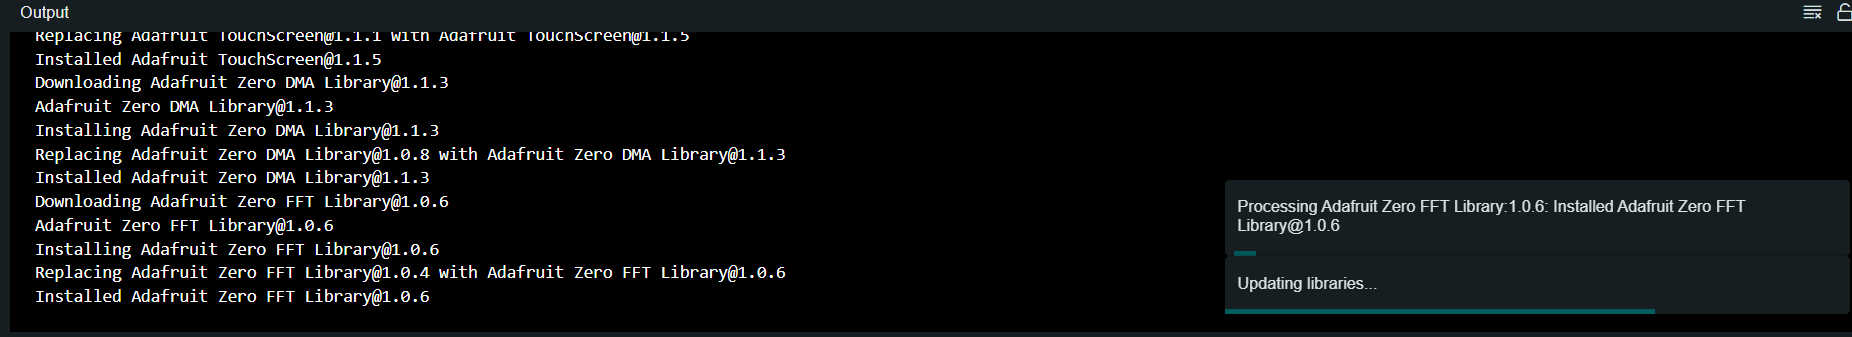 Output
Replacing Adafruit TouchScreen@1.1.1 with Adafruit TouchScreen@1.1.5
Installed Adafruit TouchScreen@1.1.5
Downloading Adafruit Zero DMA Library@1.1.3
Adafruit Zero DMA Library@1.1.3
Installing Adafruit Zero DMA Library@1.1.3
Replacing Adafruit Zero DMA Library@1.0.8 with Adafruit Zero DMA Library@1.1.3
Installed Adafruit Zero DMA Library@1.1.3
Downloading Adafruit Zero FFT Library@1.0.6
Adafruit Zero FFT Library@1.0.6
Installing Adafruit Zero FFT Library@1.0.6
Replacing Adafruit Zero FFT Library@1.0.4 with Adafruit Zero FFT Library@1.0.6
Installed Adafruit Zero FFT Library@1.0.6
Processing Adafruit Zero FFT Library:1.0.6: Installed Adafruit Zero FFT
Library@1.0.6
Updating libraries...